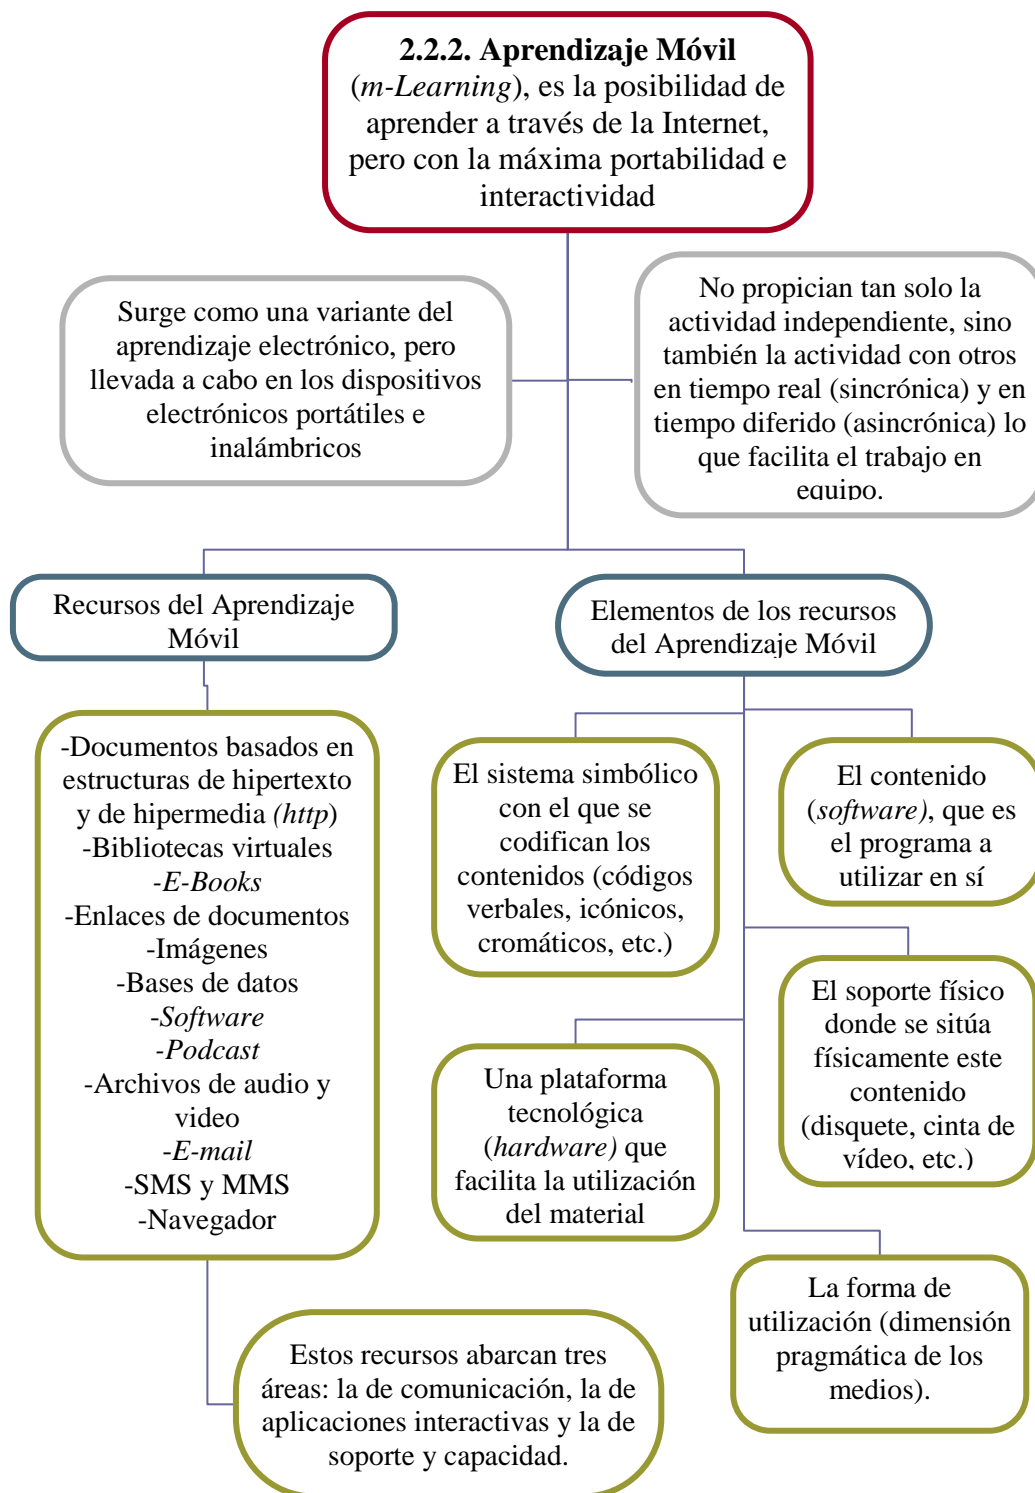 2.2.2. Aprendizaje Móvil
(m-Learning), es la posibilidad de
aprender a través de la Internet,
pero con la máxima portabilidad e
interactividad
Surge como una variante del
aprendizaje electrónico, pero
llevada a cabo en los dispositivos
electrónicos portátiles e
inalámbricos
No propician tan solo la
actividad independiente, sino
también la actividad con otros
en tiempo real (sincrónica) y en
tiempo diferido (asincrónica) lo
que facilita el trabajo en
equipo.
Recursos del Aprendizaje
Móvil
Elementos de los recursos
del Aprendizaje Móvil
-Documentos basados en
estructuras de hipertexto
y de hipermedia (http)
-Bibliotecas virtuales
-E-Books
-Enlaces de documentos
-Imágenes
-Bases de datos
-Software
-Podcast
-Archivos de audio y
video
-E-mail
-SMS y MMS
-Navegador
El sistema simbólico
con el que se
codifican los
contenidos (códigos
verbales, icónicos,
cromáticos, etc.)
El contenido
(software), que es
el programa a
utilizar en sí
El soporte físico
donde se sitúa
físicamente este
contenido
(disquete, cinta de
vídeo, etc.)
Una plataforma
tecnológica
(hardware) que
facilita la utilización
del material
La forma de
utilización (dimensión
pragmática de los
medios).
Estos recursos abarcan tres
áreas: la de comunicación, la de
aplicaciones interactivas y la de
soporte y capacidad.